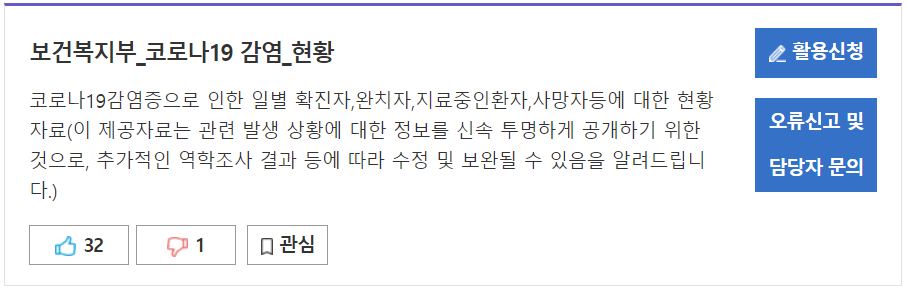 보건복지부_코로나19 감염_현황
활용신청
코로나19감염증으로 인한 일별 확진자,완치자,치료중인환자,사망자등에 대한 현황
자료(이 제공자료는 관련 발생 상황에 대한 정보를 신속 투명하게 공개하기 위한
것으로, 추가적인 역학조사 결과 등에 따라 수정 및 보완될 수 있음을 알려드립니
다.)
오류신고 및
담당자 문의
32
1
관심